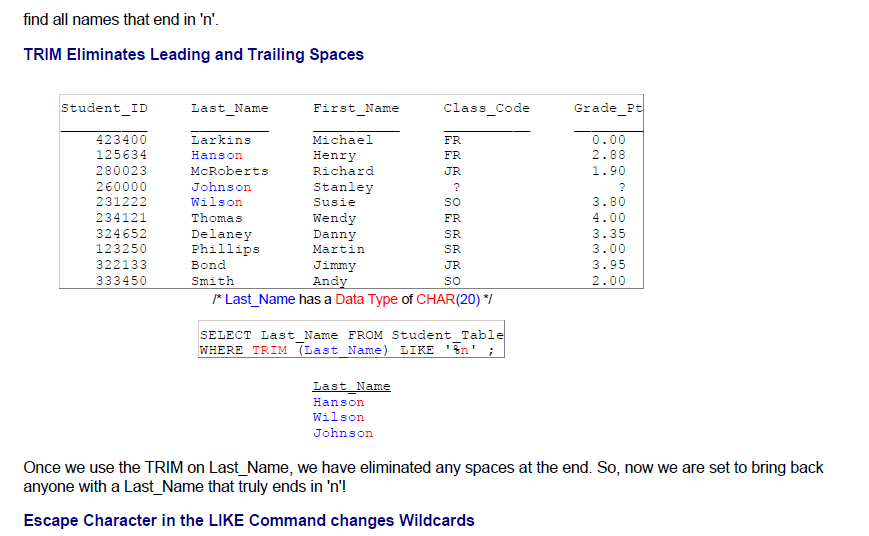 find all names that end in 'n'.
TRIM Eliminates Leading and Trailing Spaces
Student_ID Last_Name First_Name Class_Code Grade_Pt
423400 Larkins Michael FR 0.00
125634 Hanson Henry FR 2.88
280023 McRoberts Richard JR 1.90
260000 Johnson Stanley ? ?
231222 Wilson Susie SO 3.80
234121 Thomas Wendy FR 4.00
324652 Delaney Danny SR 3.35
123250 Phillips Martin SR 3.00
322133 Bond Jimmy JR 3.95
333450 Smith Andy SO 2.00
/* Last_Name has a Data Type of CHAR(20) */
SELECT Last_Name FROM Student_Table
WHERE TRIM (Last_Name) LIKE '%n' ;
Last_Name
Hanson
Wilson
Johnson
Once we use the TRIM on Last_Name, we have eliminated any spaces at the end. So, now we are set to bring back
anyone with a Last_Name that truly ends in 'n'!
Escape Character in the LIKE Command changes Wildcards